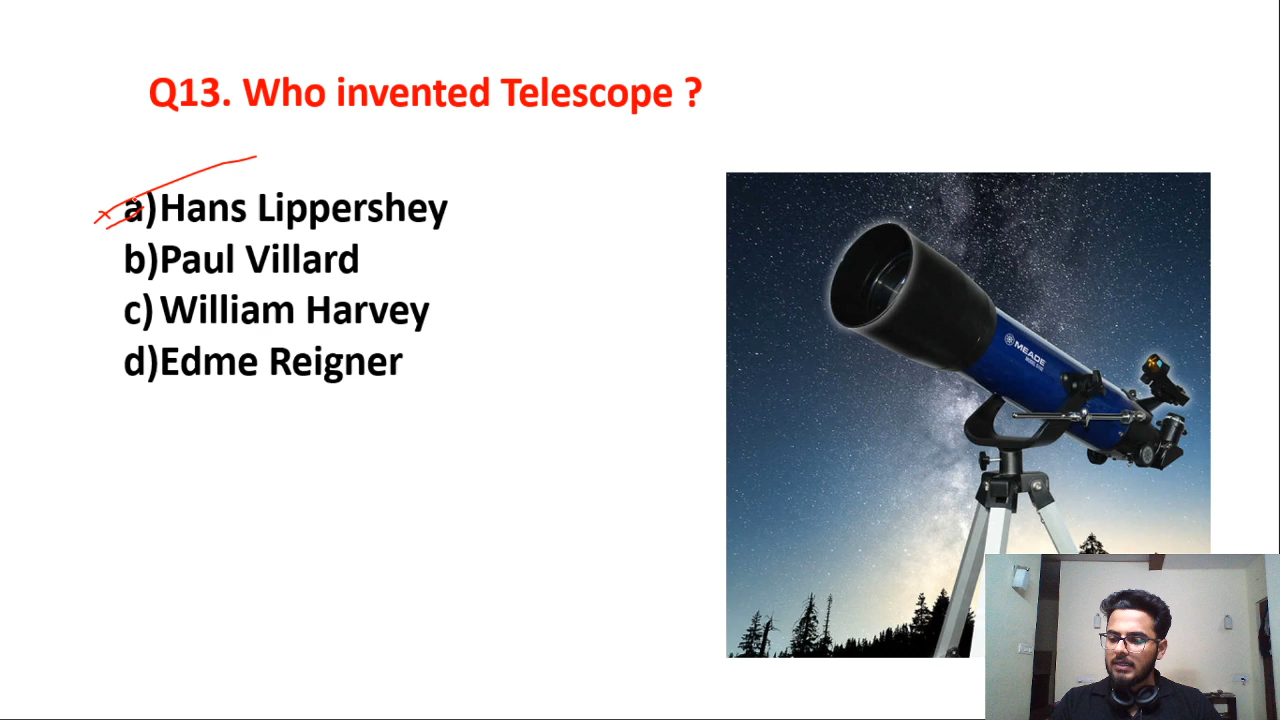 Q13. Who invented Telescope ?
a)Hans Lippershey
b)Paul Villard
c) William Harvey
d)Edme Reigner
MEADE